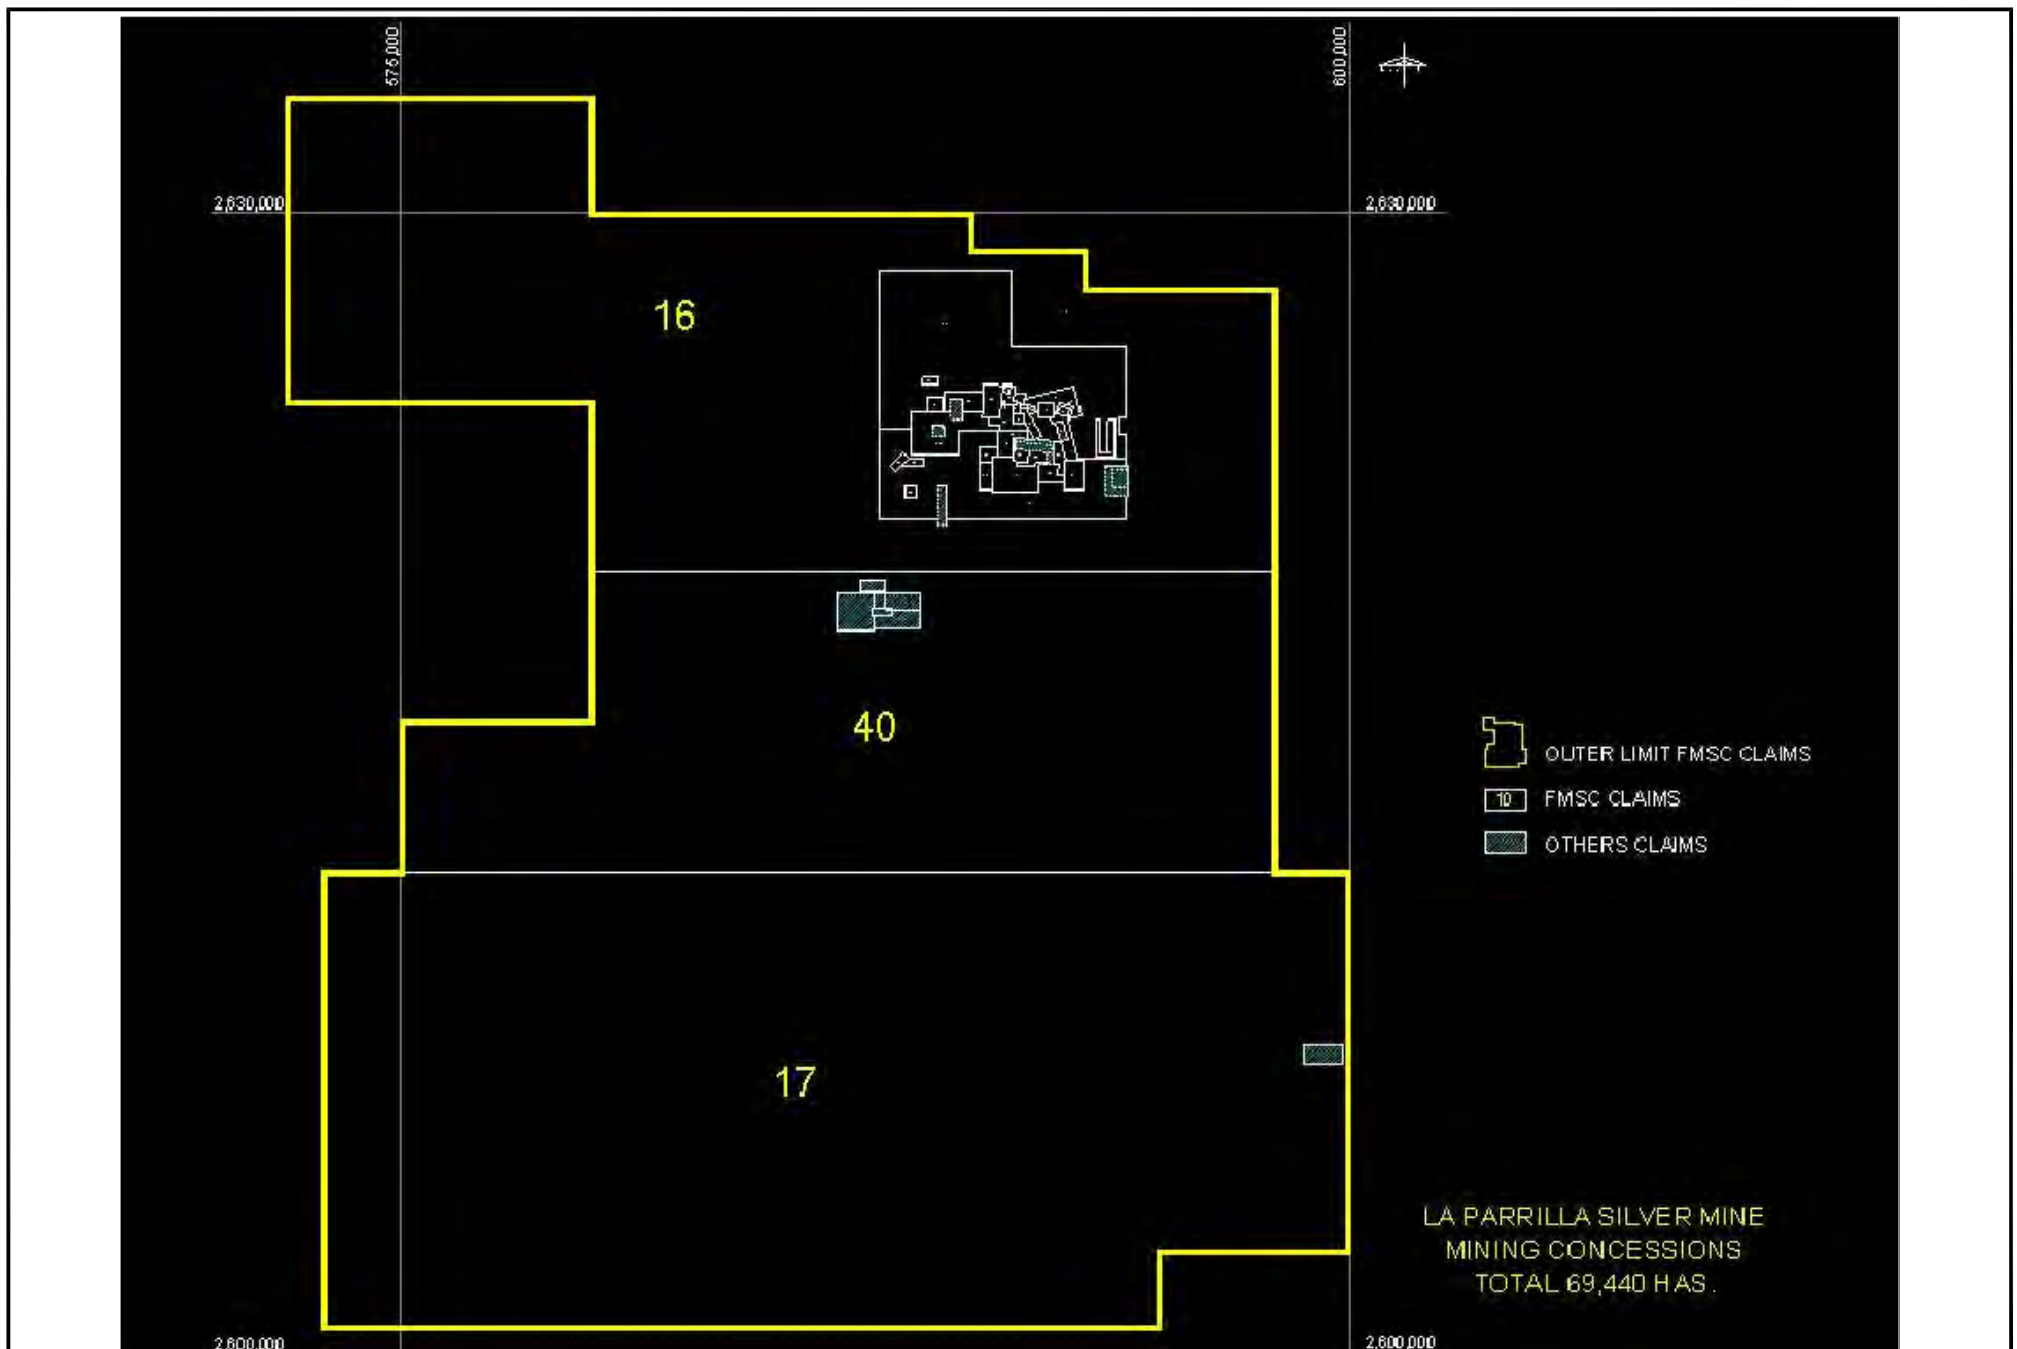 575,000
600,000
2,630,000
2,630,000
16
40
OUTER LIMIT FMSC CLAIMS
10
FMSC CLAIMS
OTHERS CLAIMS
17
LA PARRILLA SILVER MINE
MINING CONCESSIONS
TOTAL 69,440 HAS.
2,600,000
2,600,000